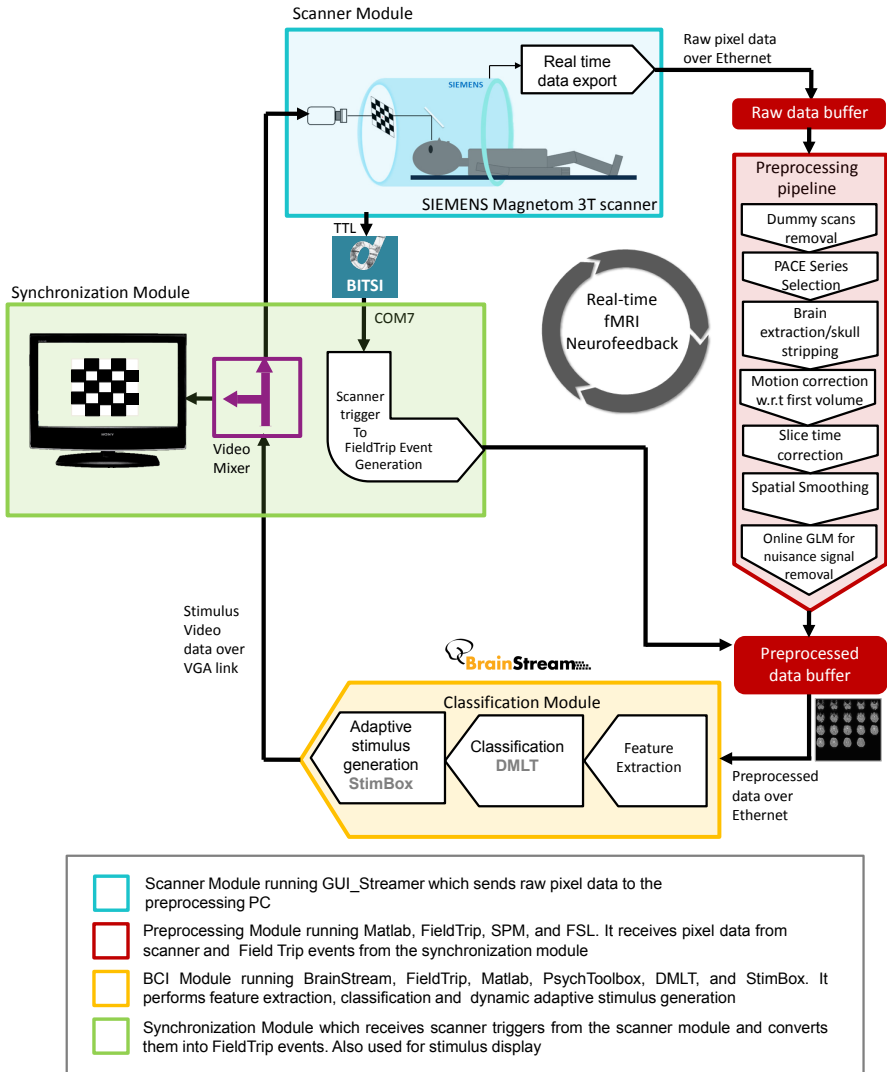 Scanner Module
Real time
data export
SIEMENS
Raw pixel data
over Ethernet
Raw data buffer
SIEMENS Magnetom 3T scanner
TTL
BITSI
COM7
Preprocessing
pipeline
Dummy scans
removal
PACE Series
Selection
Brain
extraction/skull
stripping
Motion correction
w.r.t first volume
Slice time
correction
Spatial Smoothing
Online GLM for
nuisance signal
removal
Real-time
fMRI
Neurofeedback
Synchronization Module
SONY
Video
Mixer
Scanner
trigger
To
FieldTrip Event
Generation
Stimulus
Video
data over
VGA link
Preprocessed
data buffer
Preprocessed
data over
Ethernet
BrainStream
Classification Module
Adaptive
stimulus
generation
StimBox
Classification
DMLT
Feature
Extraction
Scanner Module running GUI_Streamer which sends raw pixel data to the
preprocessing PC
Preprocessing Module running Matlab, FieldTrip, SPM, and FSL. It receives pixel data from
scanner and Field Trip events from the synchronization module
BCI Module running BrainStream, FieldTrip, Matlab, PsychToolbox, DMLT, and StimBox. It
performs feature extraction, classification and dynamic adaptive stimulus generation
Synchronization Module which receives scanner triggers from the scanner module and converts
them into FieldTrip events. Also used for stimulus display